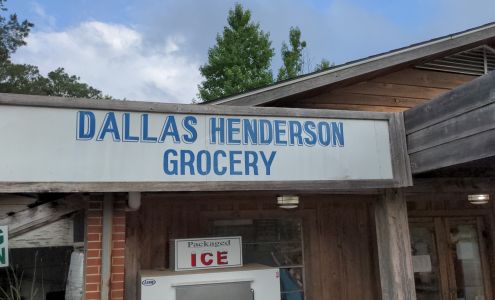 DALLAS HENDERSON
GROCERY
Packaged
ICE